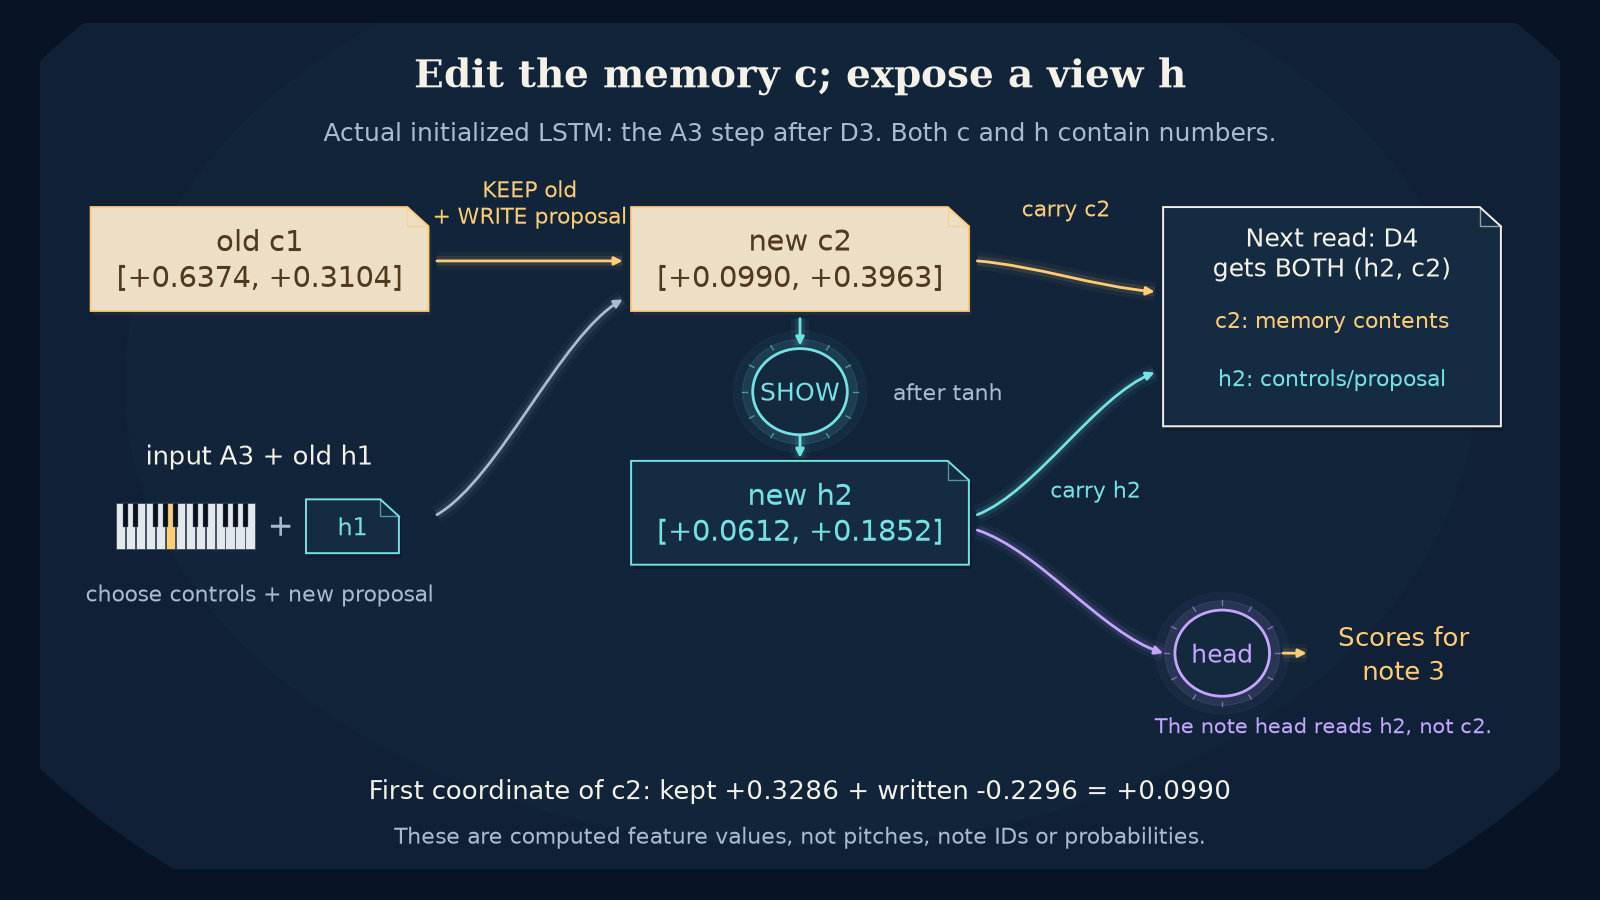 Edit the memory c; expose a view h
Actual initialized LSTM: the A3 step after D3. Both c and h contain numbers.
KEEP old
+ WRITE proposal
old c1
[+0.6374, +0.3104]
new c2
[+0.0990, +0.3963]
carry c2
Next read: D4
gets BOTH (h2, c2)
c2: memory contents
h2: controls/proposal
SHOW
after tanh
input A3 + old h1
+
h1
choose controls + new proposal
new h2
[+0.0612, +0.1852]
carry h2
head
Scores for
note 3
The note head reads h2, not c2.
First coordinate of c2: kept +0.3286 + written -0.2296 = +0.0990
These are computed feature values, not pitches, note IDs or probabilities.